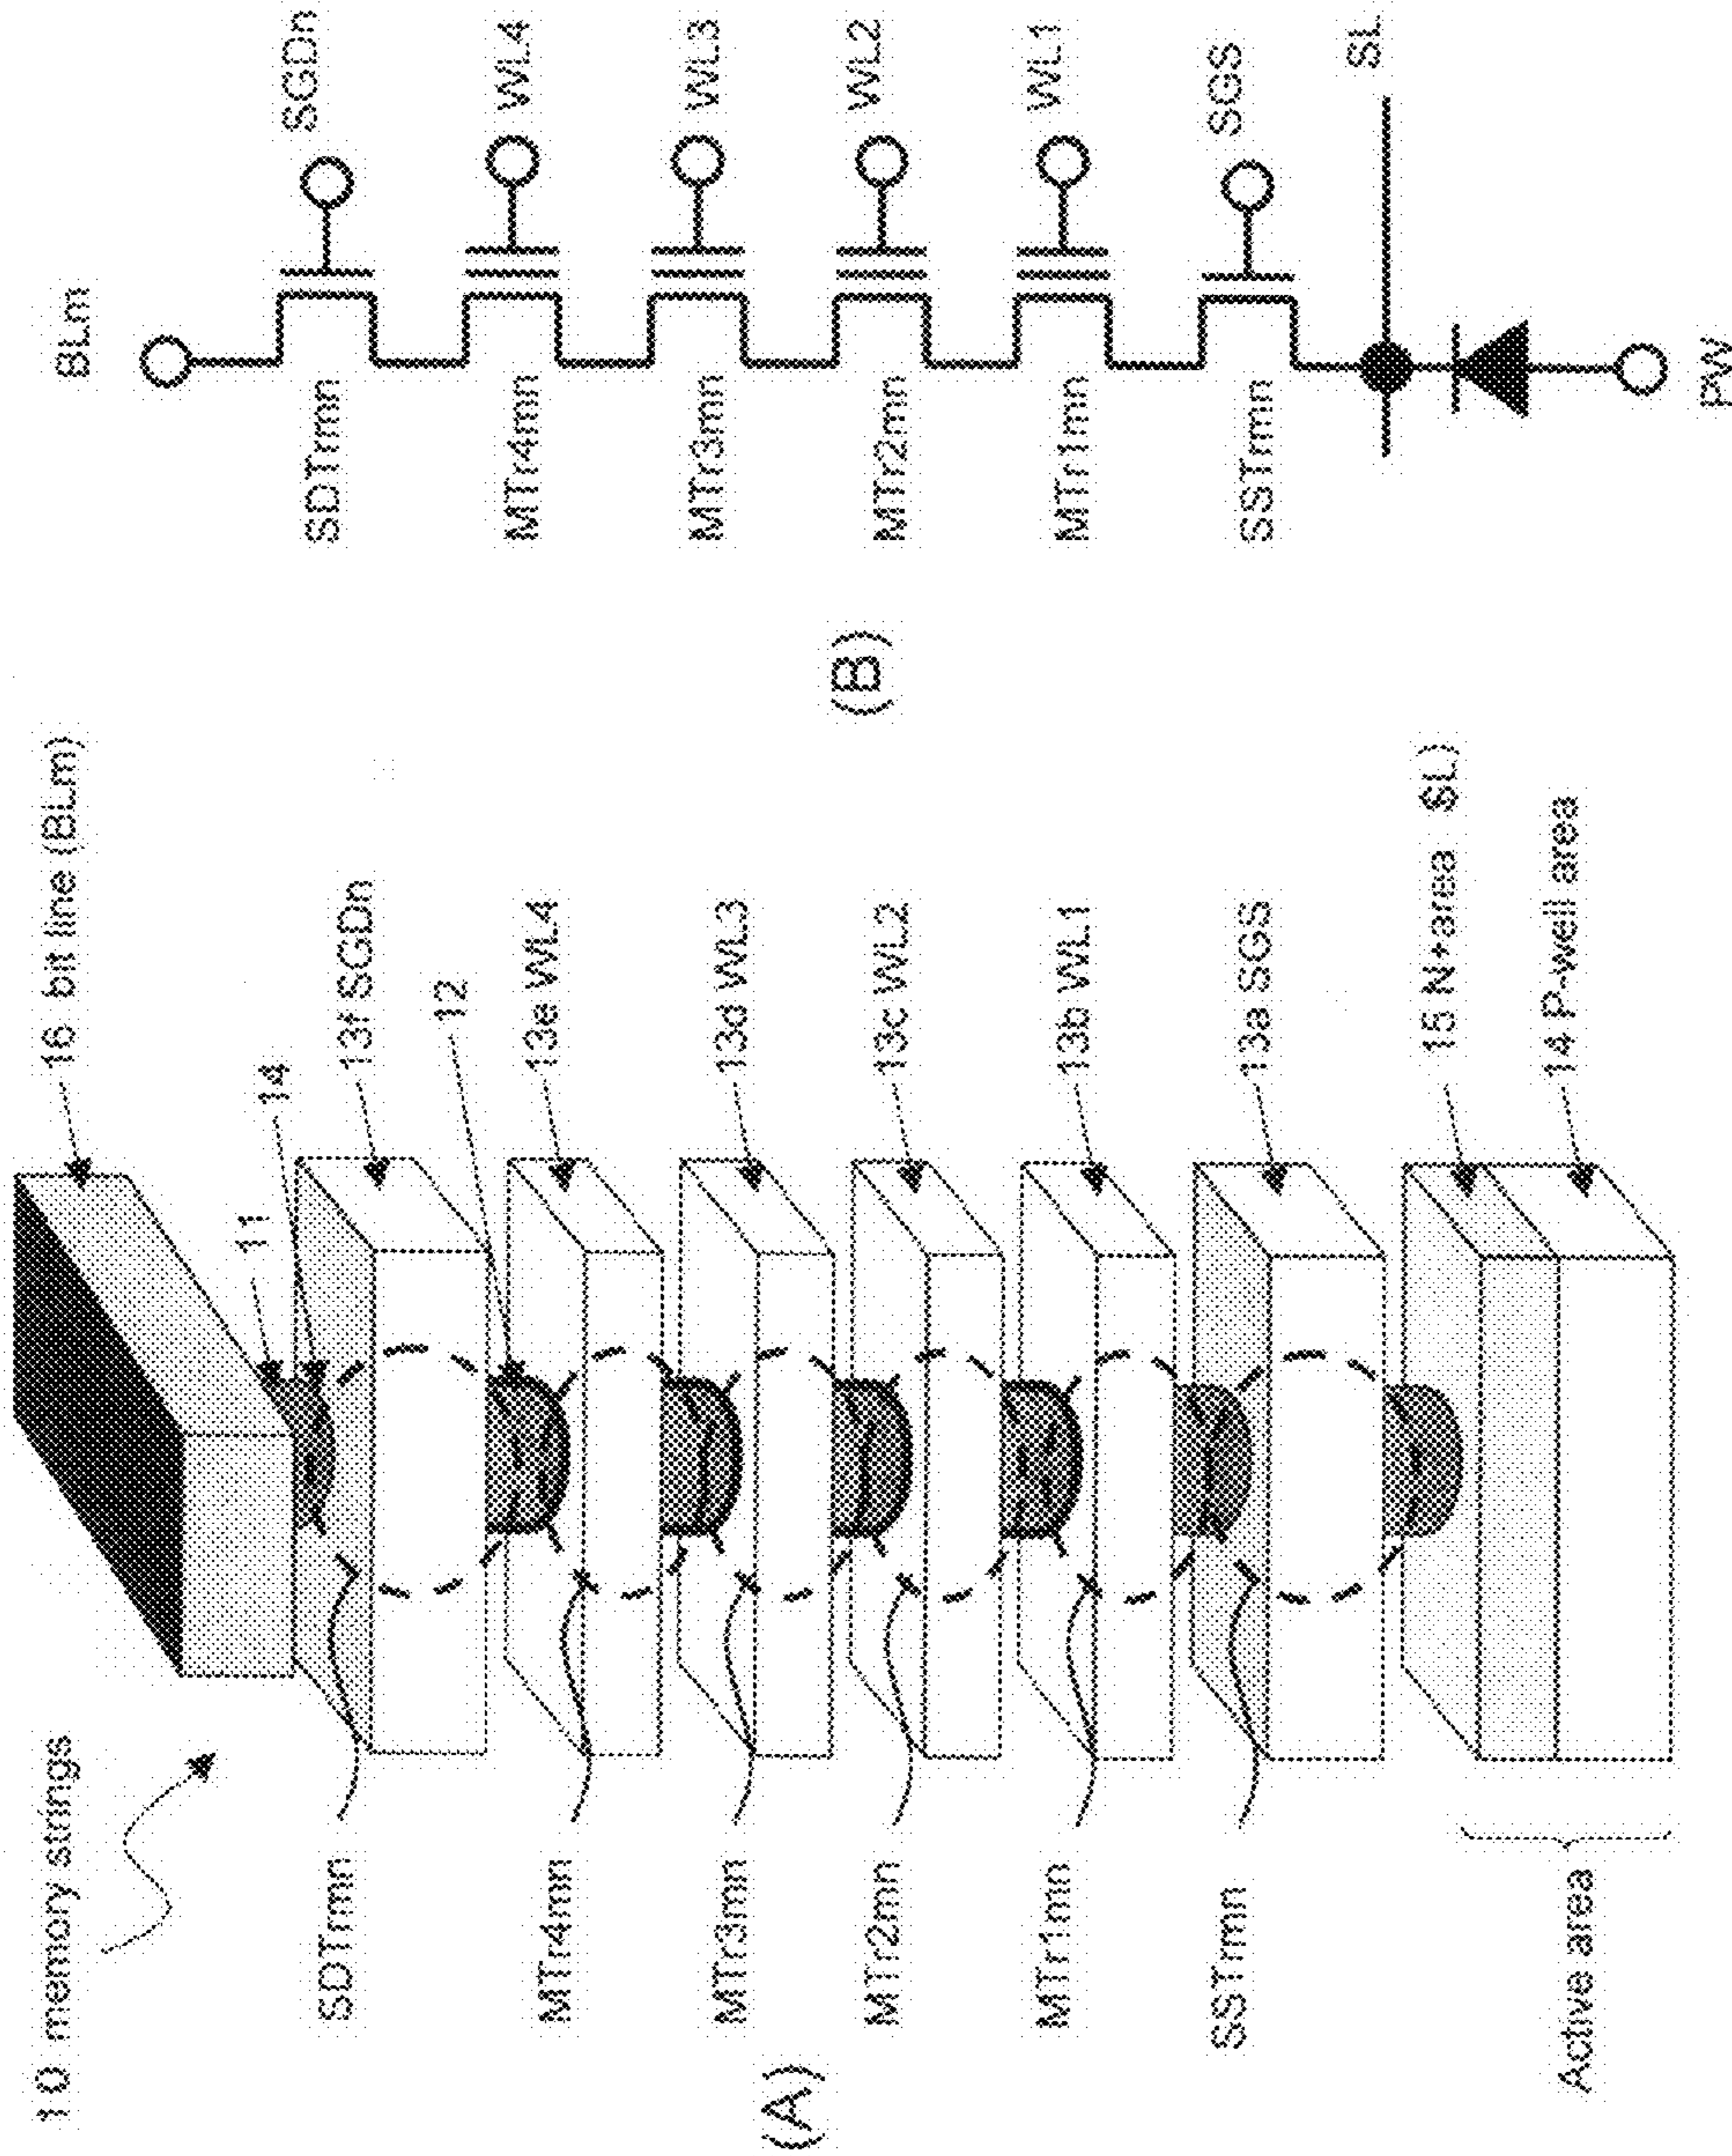 10 memory strings
16 bit line (BLm)
11
14
SDTrmn
13f SGDn
12
MTr4mn
13e WL4
MTr3mn
13d WL3
MTr2mn
13c WL2
MTr1mn
13b WL1
SSTrmn
13a SGS
15 N+area SL)
Active area
14 P-well area
(A)
BLm
SDTrmn
SGDn
MTr4mn
WL4
MTr3mn
WL3
MTr2mn
WL2
MTr1mn
WL1
SSTrmn
SGS
SL
PW
(B)